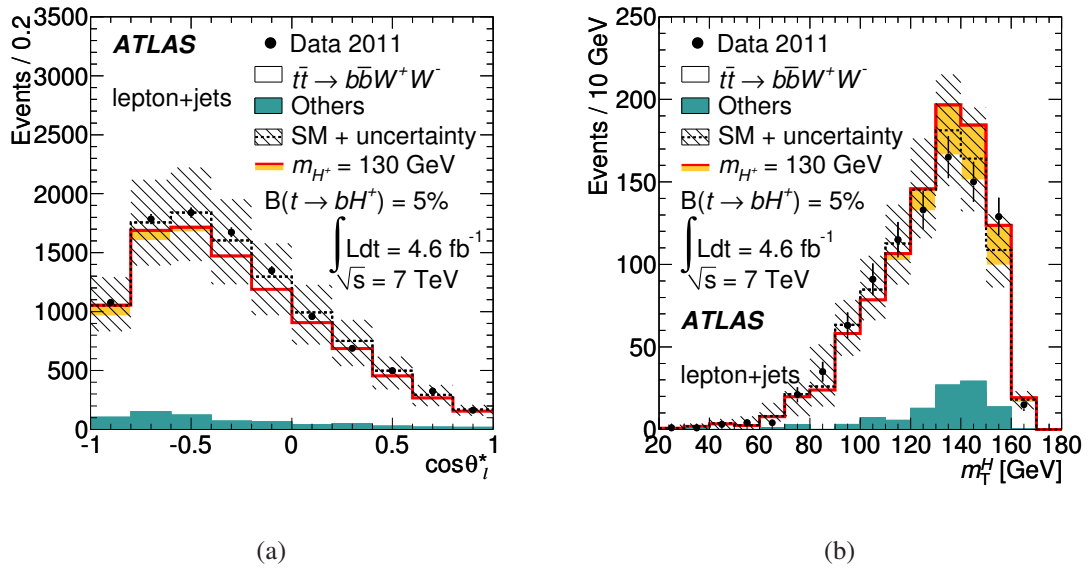 Events / 0.2
3500
3000
2500
2000
1500
1000
500
0
ATLAS
lepton+jets
Data 2011
tt̄ → bb̄W⁺W⁻
Others
SM + uncertainty
m_H⁺ = 130 GeV
B(t → bH⁺) = 5%
∫ Ldt = 4.6 fb⁻¹
√s = 7 TeV
-1 -0.5 0 0.5 1
cosθ*_l
(a)
Events / 10 GeV
250
200
150
100
50
0
Data 2011
tt̄ → bb̄W⁺W⁻
Others
SM + uncertainty
m_H⁺ = 130 GeV
B(t → bH⁺) = 5%
∫ Ldt = 4.6 fb⁻¹
√s = 7 TeV
ATLAS
lepton+jets
20 40 60 80 100 120 140 160 180
m_T^H [GeV]
(b)